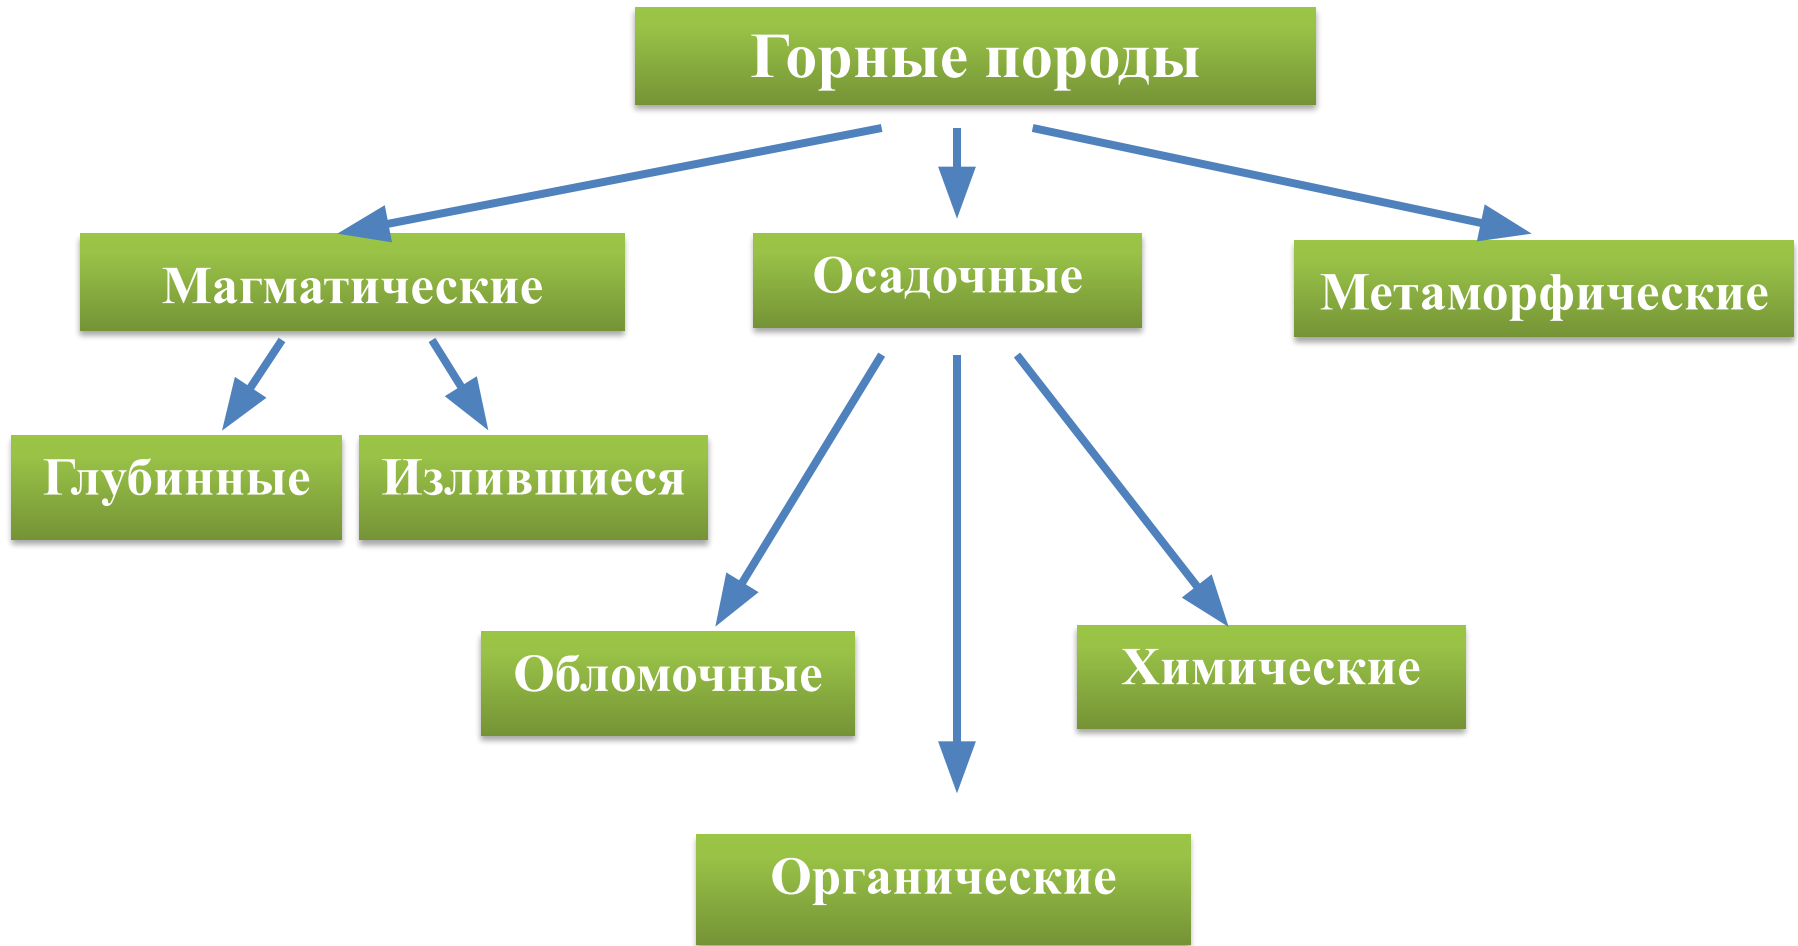 Горные породы
Магматические
Осадочные
Метаморфические
Глубинные
Излившиеся
Обломочные
Химические
Органические